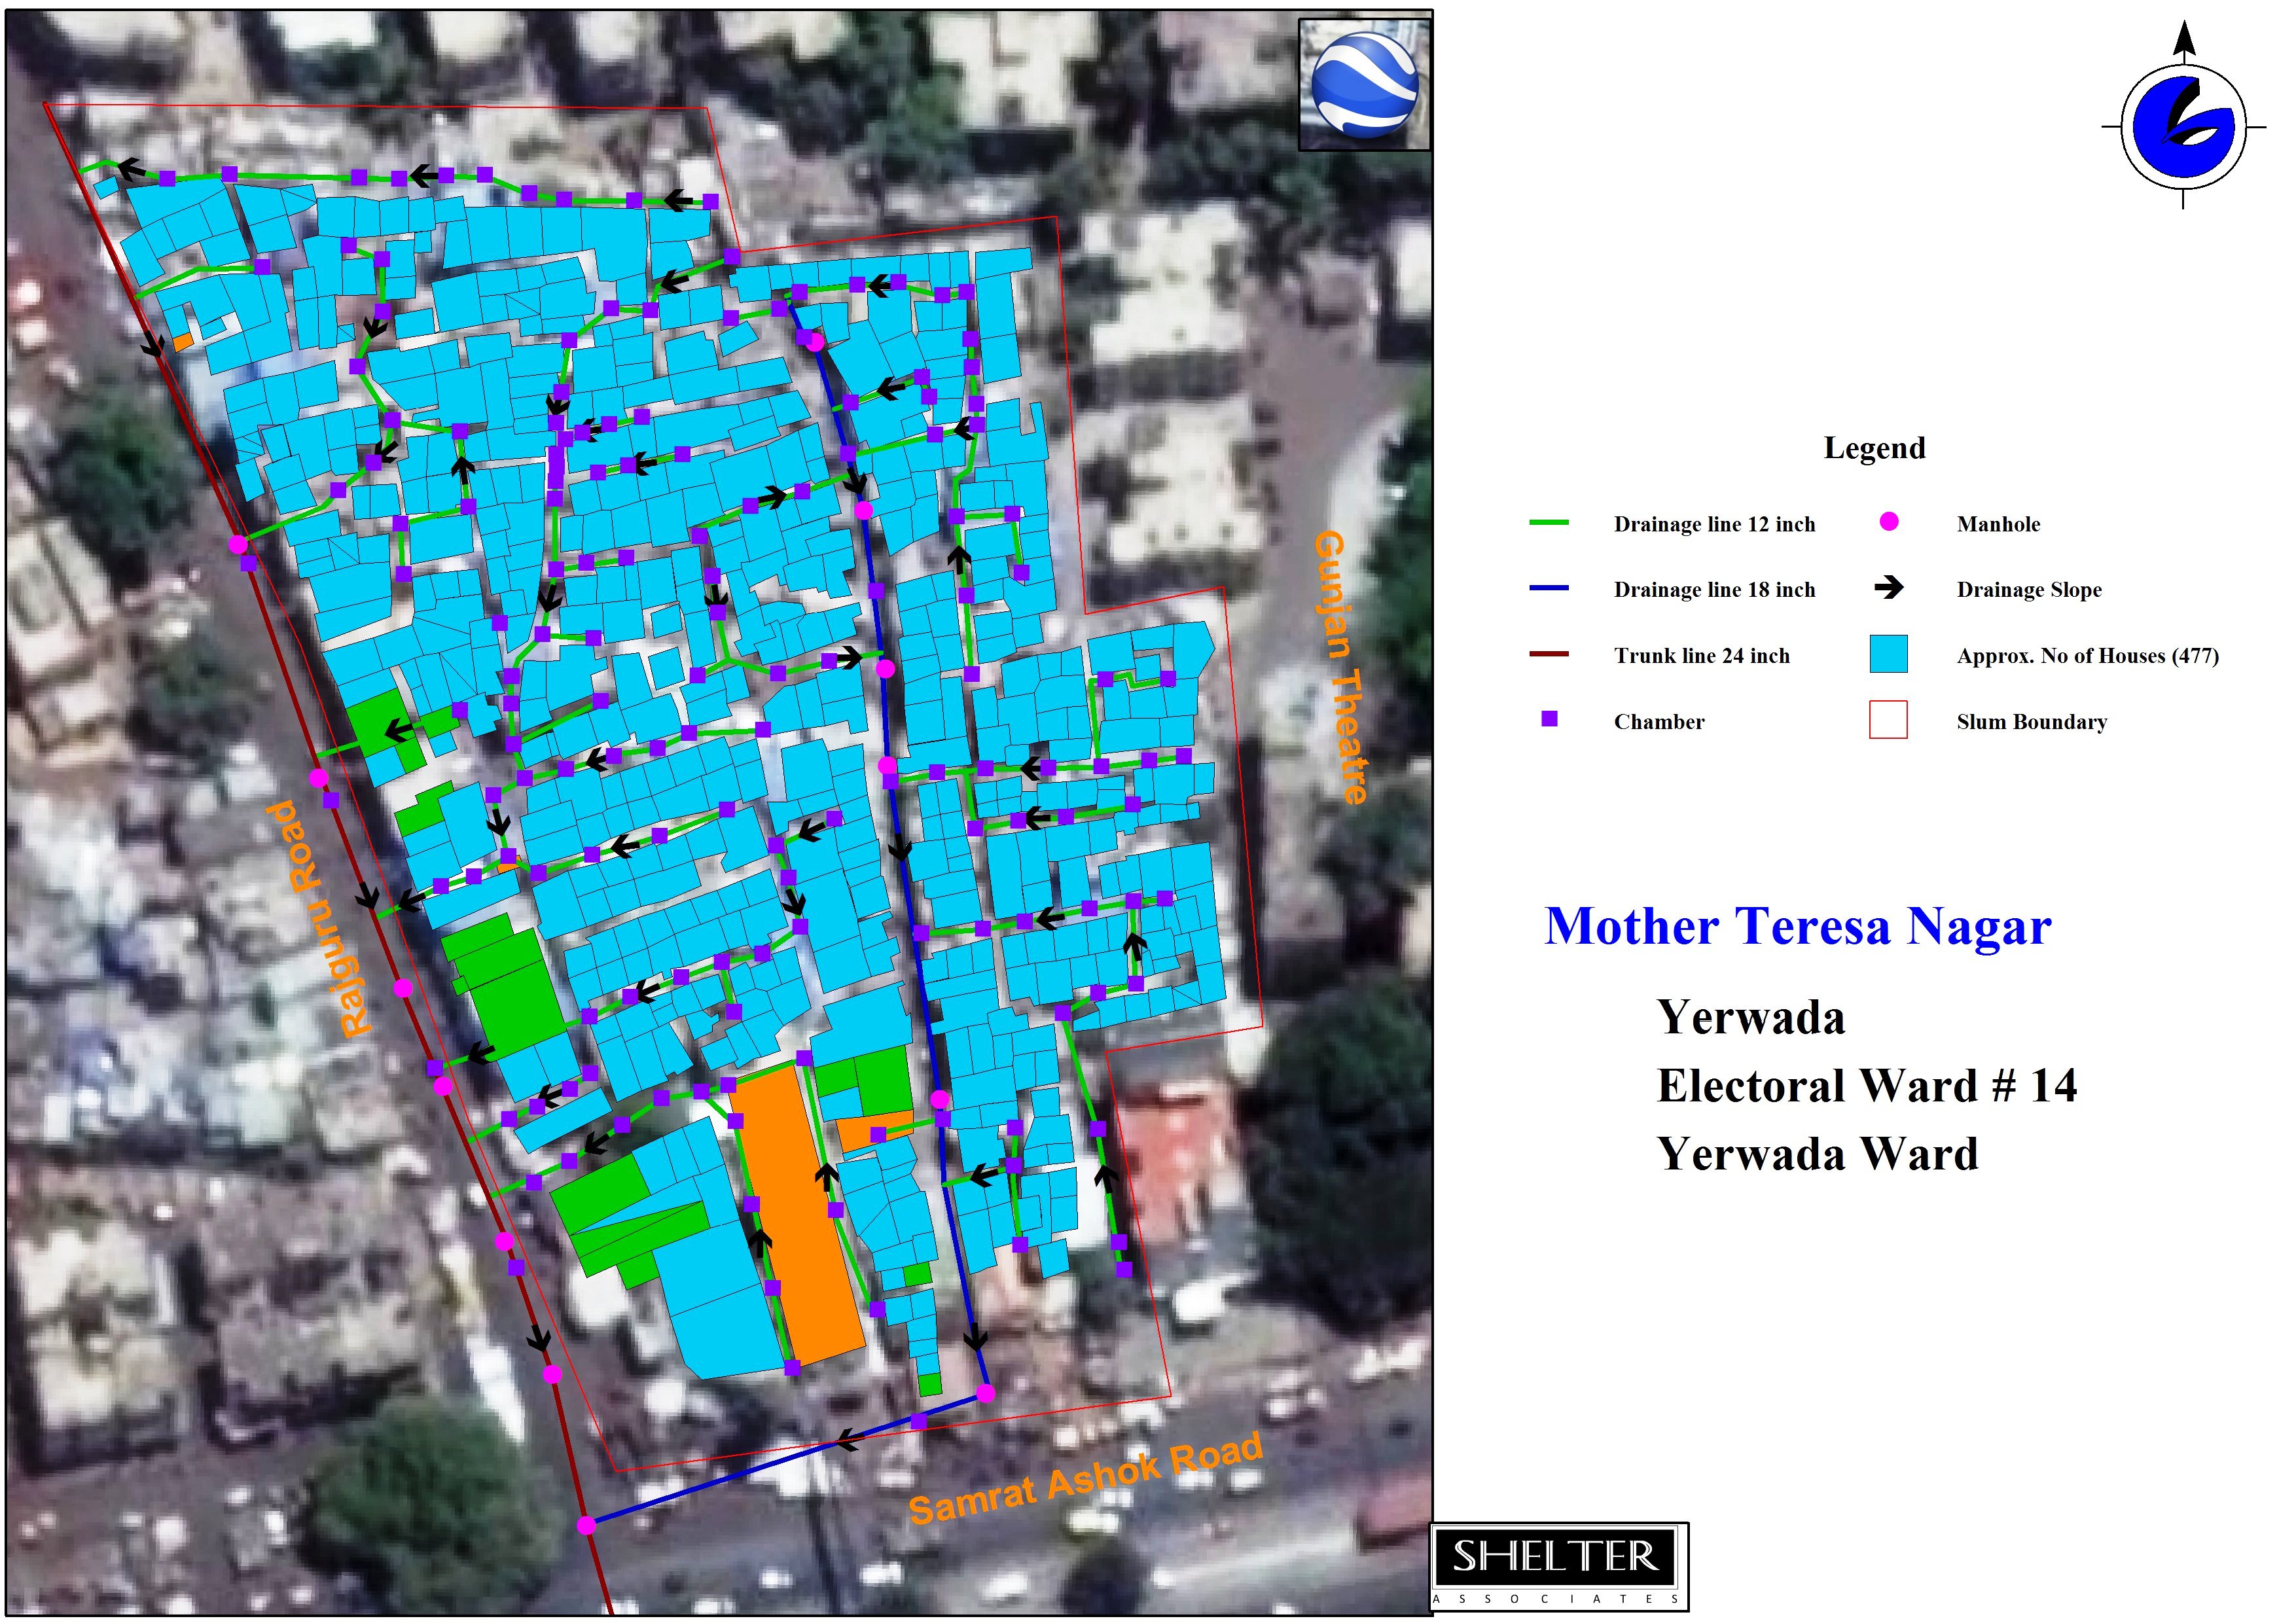 Legend
Drainage line 12 inch
Manhole
Drainage line 18 inch
Drainage Slope
Trunk line 24 inch
Approx. No of Houses (477)
Chamber
Slum Boundary
Gunjan Theatre
Rajguru Road
Mother Teresa Nagar
Yerwada
Electoral Ward # 14
Yerwada Ward
Samrat Ashok Road
SHELTER
ASSOCIATES